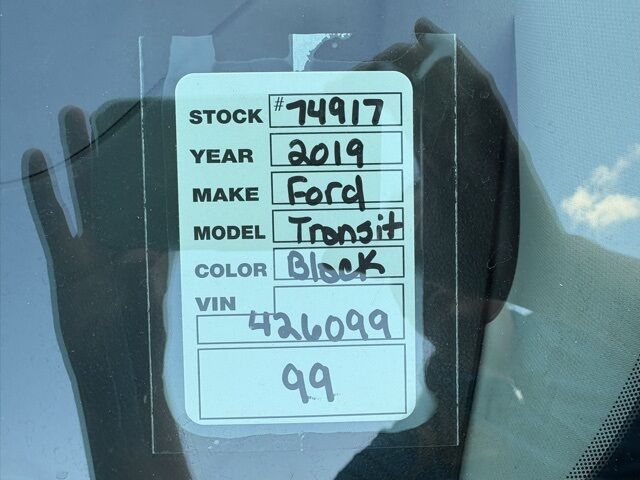 STOCK #74917
YEAR 2019
MAKE Ford
MODEL Transit
COLOR Black
VIN
426099
99